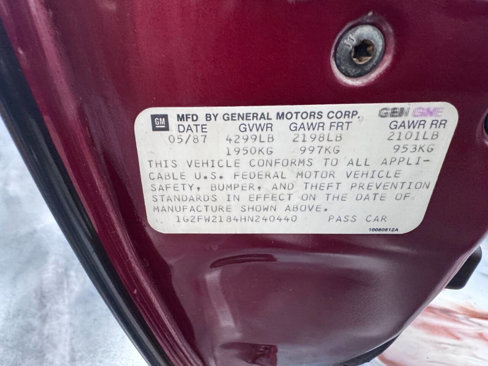 GM MFD BY GENERAL MOTORS CORP. GEN GNE
DATE GVWR GAWR FRT GAWR RR
05/87 4299LB 2198LB 2101LB
1950KG 997KG 953KG
THIS VEHICLE CONFORMS TO ALL APPLI-
CABLE U.S. FEDERAL MOTOR VEHICLE
SAFETY, BUMPER, AND THEFT PREVENTION
STANDARDS IN EFFECT ON THE DATE OF
MANUFACTURE SHOWN ABOVE.
1G2FW2184HN240440 PASS CAR
10080812A